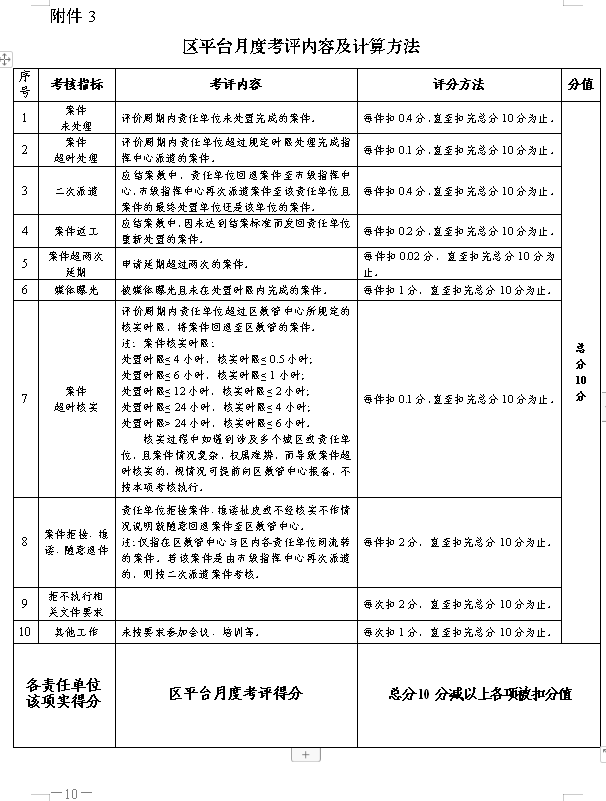 附件 3
区平台月度考评内容及计算方法
序号 考核指标 考评内容 评分方法 分值
1 案件
未处理 评价周期内责任单位未处置完成的案件。 每件扣 0.4 分，直至扣完总分 10 分为止。
2 案件
超时处理 评价周期内责任单位超过规定时限处理完成指
挥中心派遣的案件。 每件扣 0.1 分，直至扣完总分 10 分为止。
3 二次派遣 应结案数中，责任单位回退案件至市级指挥中
心，市级指挥中心再次派遣案件至该责任单位且
案件的最终处置单位还是该单位的案件。 每件扣 0.4 分，直至扣完总分 10 分为止。
4 案件返工 应结案数中，因未达到结案标准而发回责任单位
重新处置的案件。 每件扣 0.2 分，直至扣完总分 10 分为止。
5 案件超两次
延期 申请延期超过两次的案件。 每件扣 0.02 分，直至扣完总分 10 分为
止。
6 媒体曝光 被媒体曝光且未在处置时限内完成的案件。 每件扣 1 分，直至扣完总分 10 分为止。
7 案件
超时核实 评价周期内责任单位超过区数管中心所规定的
核实时限，将案件回退至区数管的案件。
注：案件核实时限：
处置时限≤ 4 小时，核实时限≤ 0.5 小时；
处置时限≤ 6 小时，核实时限≤ 1 小时；
处置时限≤ 12 小时，核实时限≤ 2 小时；
处置时限≤ 24 小时，核实时限≤ 4 小时；
处置时限> 24 小时，核实时限≤ 6 小时。
核实过程中如遇到涉及多个城区或责任单
位，且案件情况复杂，权属难辨，而导致案件超
时核实的，视情况可提前向区数管中心报备，不
按本项考核执行。 每件扣 0.1 分，直至扣完总分 10 分为止。
总
分
10
分
8 案件拒接、推
诿、随意退件 责任单位拒接案件、推诿扯皮或不经核实不作情
况说明就随意回退案件至区数管中心。
注：仅指在区数管中心与区内各责任单位间流转
的案件。若该案件是由市级指挥中心再次派遣
的，则按二次派遣案件考核。 每件扣 2 分，直至扣完总分 10 分为止。
9 拒不执行相
关文件要求 每次扣 2 分，直至扣完总分 10 分为止。
10 其他工作 未按要求参加会议、培训等。 每次扣 1 分，直至扣完总分 10 分为止。
各责任单位
该项实得分 区平台月度考评得分 总分10 分减以上各项被扣分值
－10－